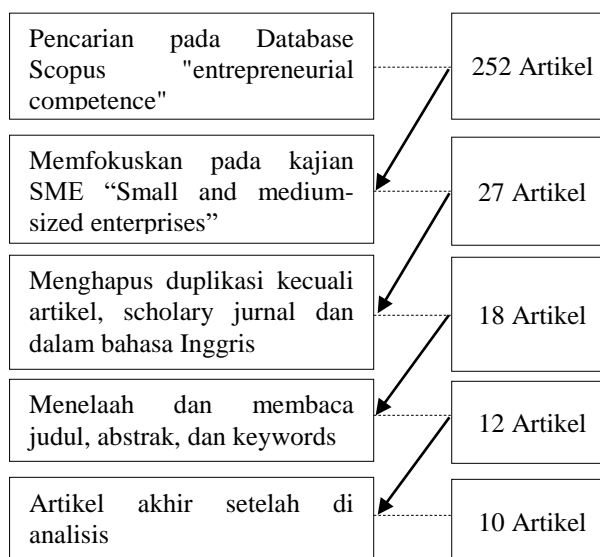 Pencarian pada Database
Scopus "entrepreneurial
competence"
252 Artikel
Memfokuskan pada kajian
SME “Small and medium-
sized enterprises”
27 Artikel
Menghapus duplikasi kecuali
artikel, scholary jurnal dan
dalam bahasa Inggris
18 Artikel
Menelaah dan membaca
judul, abstrak, dan keywords
12 Artikel
Artikel akhir setelah di
analisis
10 Artikel